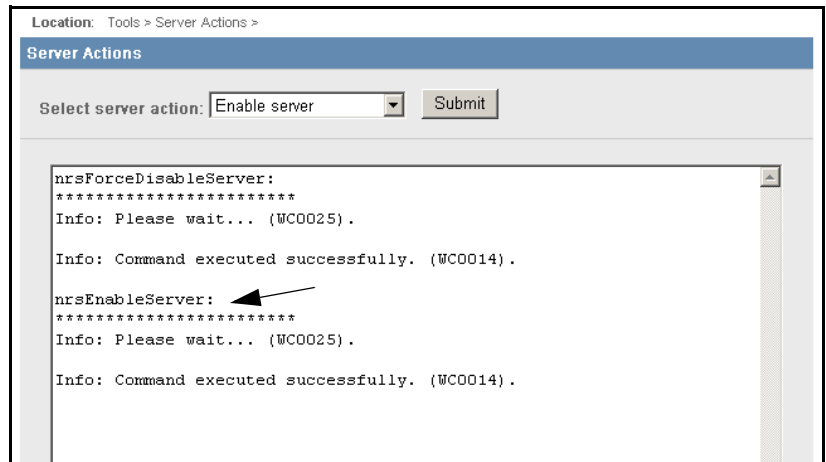 Location: Tools > Server Actions >
Server Actions
Select server action: Enable server Submit
nrsForceDisableServer:
************************
Info: Please wait... (WC0025).
Info: Command executed successfully. (WC0014).
nrsEnableServer:
************************
Info: Please wait... (WC0025).
Info: Command executed successfully. (WC0014).